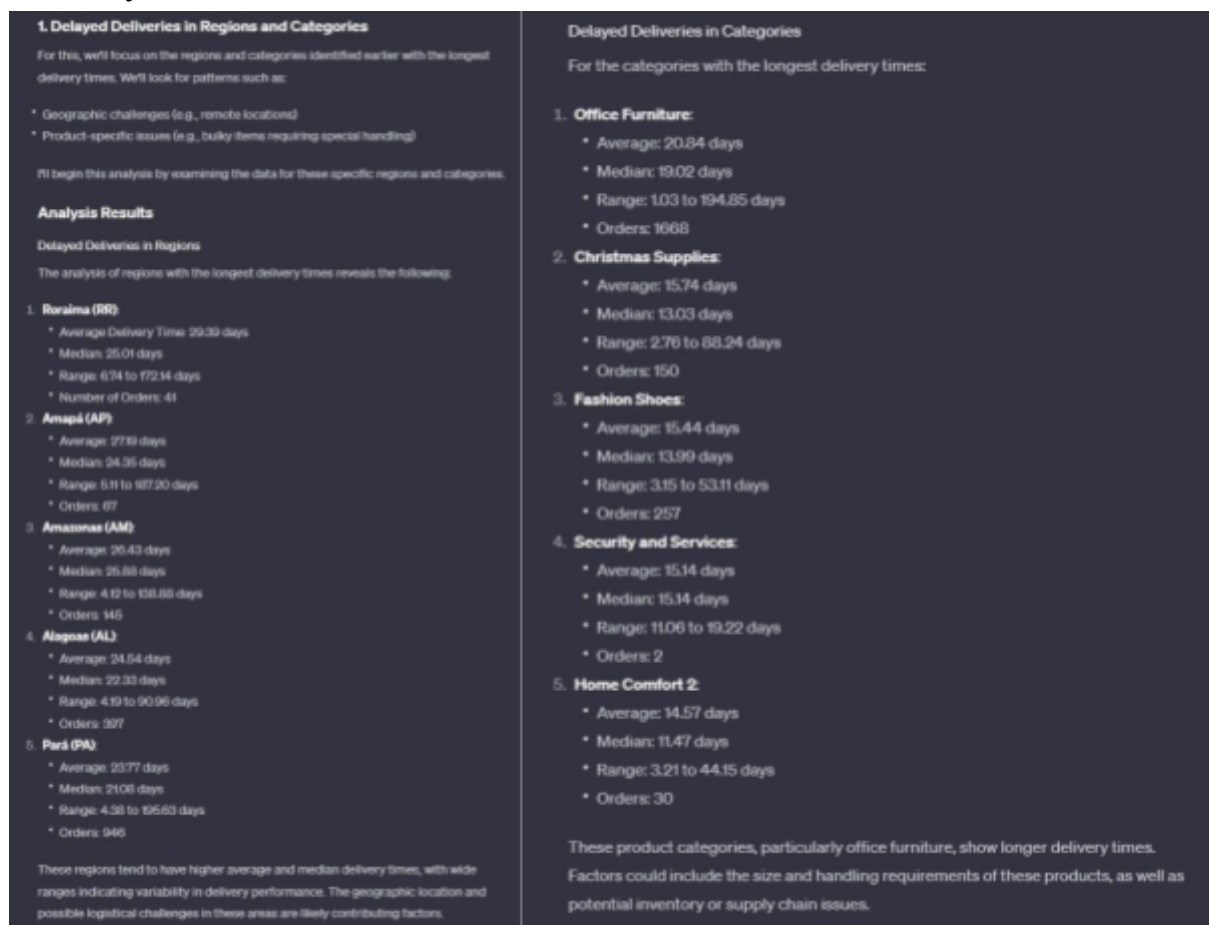 1. Delayed Deliveries in Regions and Categories
For this, we'll focus on the regions and categories identified earlier with the longest
delivery times. We'll look for patterns such as:
* Geographic challenges (e.g., remote locations)
* Product-specific issues (e.g., bulky items requiring special handling)
I'll begin this analysis by examining the data for these specific regions and categories.
Analysis Results
Delayed Deliveries in Regions
The analysis of regions with the longest delivery times reveals the following:
1. Roraima (RR):
* Average Delivery Time: 29.39 days
* Median: 25.01 days
* Range: 6.74 to 172.14 days
* Number of Orders: 41
2. Amapá (AP):
* Average: 27.19 days
* Median: 24.35 days
* Range: 5.11 to 187.20 days
* Orders: 67
3. Amazonas (AM):
* Average: 26.43 days
* Median: 25.88 days
* Range: 4.12 to 138.88 days
* Orders: 145
4. Alagoas (AL):
* Average: 24.54 days
* Median: 22.33 days
* Range: 4.19 to 90.96 days
* Orders: 397
5. Pará (PA):
* Average: 23.77 days
* Median: 21.08 days
* Range: 4.38 to 195.63 days
* Orders: 946
These regions tend to have higher average and median delivery times, with wide
ranges indicating variability in delivery performance. The geographic location and
possible logistical challenges in these areas are likely contributing factors.
Delayed Deliveries in Categories
For the categories with the longest delivery times:
1. Office Furniture:
* Average: 20.84 days
* Median: 19.02 days
* Range: 1.03 to 194.85 days
* Orders: 1668
2. Christmas Supplies:
* Average: 15.74 days
* Median: 13.03 days
* Range: 2.76 to 88.24 days
* Orders: 150
3. Fashion Shoes:
* Average: 15.44 days
* Median: 13.99 days
* Range: 3.15 to 53.11 days
* Orders: 257
4. Security and Services:
* Average: 15.14 days
* Median: 15.14 days
* Range: 11.06 to 19.22 days
* Orders: 2
5. Home Comfort 2:
* Average: 14.57 days
* Median: 11.47 days
* Range: 3.21 to 44.15 days
* Orders: 30
These product categories, particularly office furniture, show longer delivery times.
Factors could include the size and handling requirements of these products, as well as
potential inventory or supply chain issues.